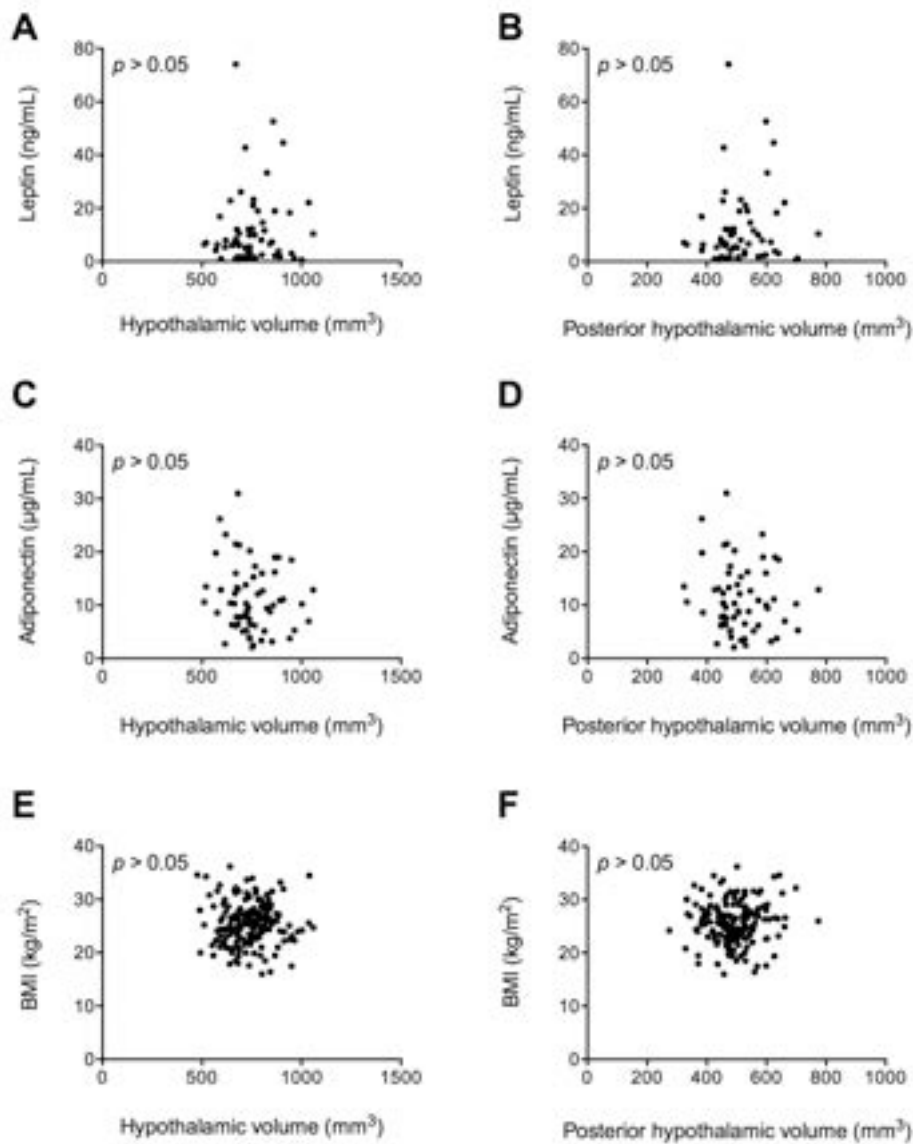 A
B
80
60
40
20
0
p > 0.05
Leptin (ng/mL)
0 500 1000 1500
Hypothalamic volume (mm³)
80
60
40
20
0
p > 0.05
Leptin (ng/mL)
0 200 400 600 800 1000
Posterior hypothalamic volume (mm³)
C
D
40
30
20
10
0
p > 0.05
Adiponectin (µg/mL)
0 500 1000 1500
Hypothalamic volume (mm³)
40
30
20
10
0
p > 0.05
Adiponectin (µg/mL)
0 200 400 600 800 1000
Posterior hypothalamic volume (mm³)
E
F
40
30
20
10
0
p > 0.05
BMI (kg/m²)
0 500 1000 1500
Hypothalamic volume (mm³)
40
30
20
10
0
p > 0.05
BMI (kg/m²)
0 200 400 600 800 1000
Posterior hypothalamic volume (mm³)